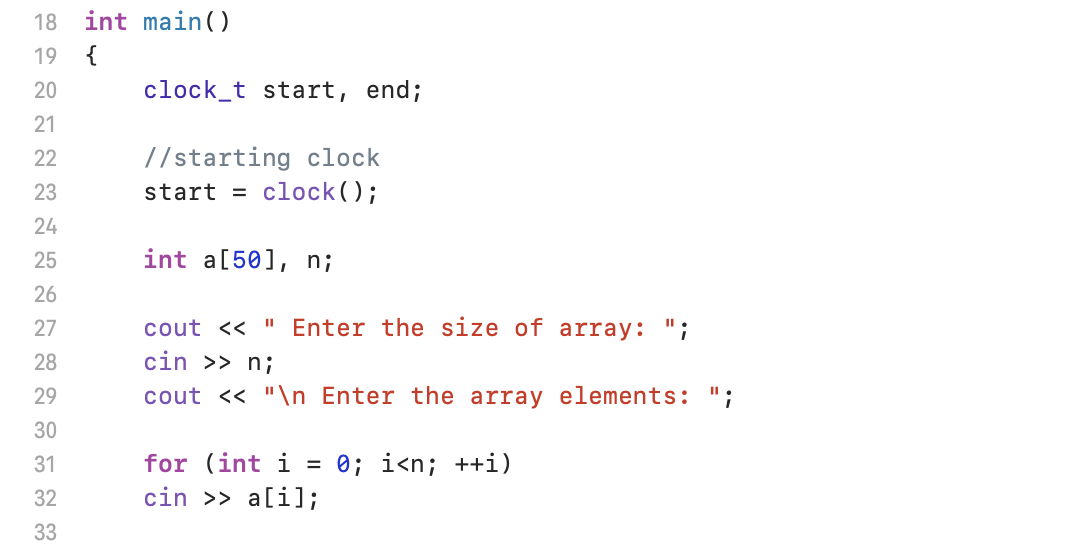 18 int main()
19 {
20     clock_t start, end;
21
22     //starting clock
23     start = clock();
24
25     int a[50], n;
26
27     cout << " Enter the size of array: ";
28     cin >> n;
29     cout << "\n Enter the array elements: ";
30
31     for (int i = 0; i<n; ++i)
32     cin >> a[i];
33